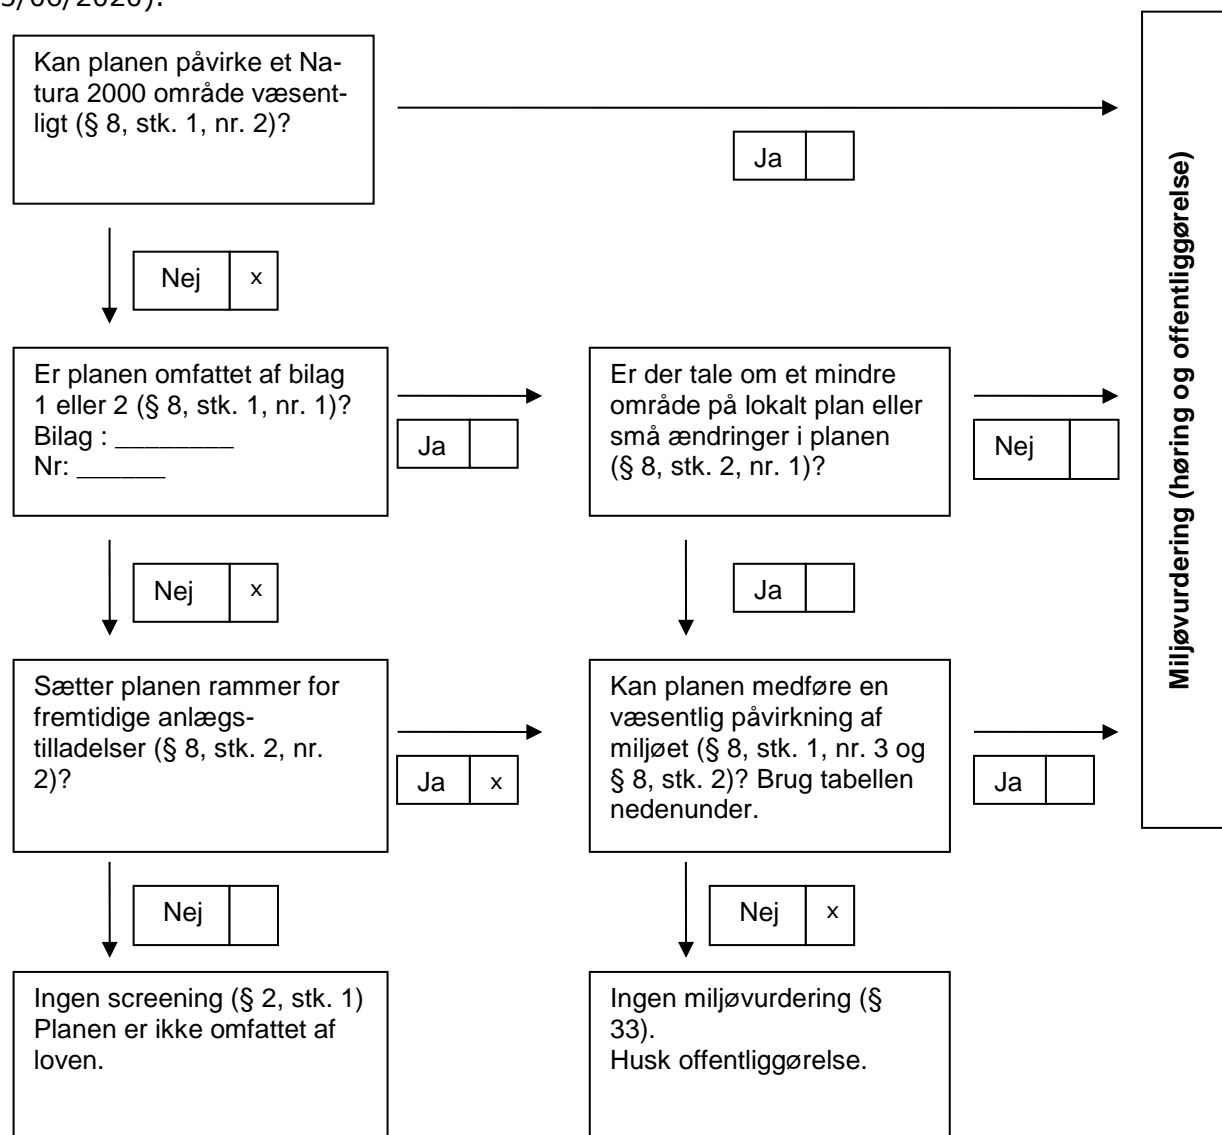 Kan planen påvirke et Na-
tura 2000 område væsent-
ligt (§ 8, stk. 1, nr. 2)?
Ja
Nej x
Er planen omfattet af bilag
1 eller 2 (§ 8, stk. 1, nr. 1)?
Bilag : ________
Nr: ______
Ja
Er der tale om et mindre
område på lokalt plan eller
små ændringer i planen
(§ 8, stk. 2, nr. 1)?
Nej
Nej x
Ja
Sætter planen rammer for
fremtidige anlægs-
tilladelser (§ 8, stk. 2, nr.
2)?
Ja x
Kan planen medføre en
væsentlig påvirkning af
miljøet (§ 8, stk. 1, nr. 3 og
§ 8, stk. 2)? Brug tabellen
nedenunder.
Ja
Nej
Nej x
Ingen screening (§ 2, stk. 1)
Planen er ikke omfattet af
loven.
Ingen miljøvurdering (§
33).
Husk offentliggørelse.
Miljøvurdering (høring og offentliggørelse)